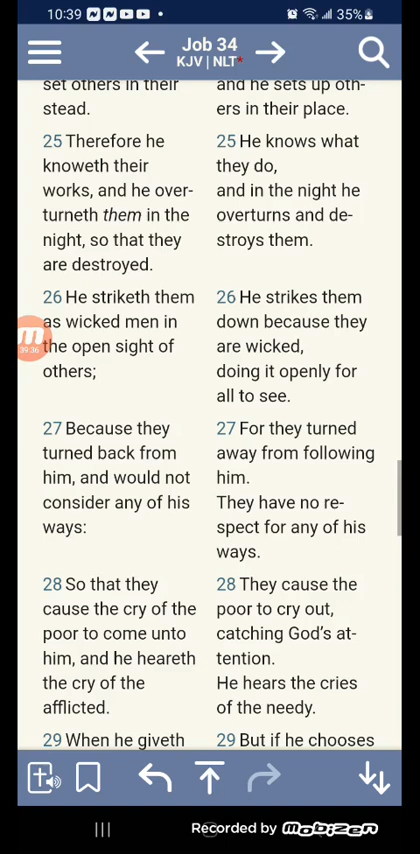 10:39
35%
Job 34
KJV | NLT*
set others in their
stead.
25 Therefore he
knoweth their
works, and he over-
turneth them in the
night, so that they
are destroyed.
26 He striketh them
as wicked men in
the open sight of
others;
27 Because they
turned back from
him, and would not
consider any of his
ways:
28 So that they
cause the cry of the
poor to come unto
him, and he heareth
the cry of the
afflicted.
29 When he giveth
and he sets up oth-
ers in their place.
25 He knows what
they do,
and in the night he
overturns and de-
stroys them.
26 He strikes them
down because they
are wicked,
doing it openly for
all to see.
27 For they turned
away from following
him.
They have no re-
spect for any of his
ways.
28 They cause the
poor to cry out,
catching God's at-
tention.
He hears the cries
of the needy.
29 But if he chooses
39:36
Recorded by Mobizen